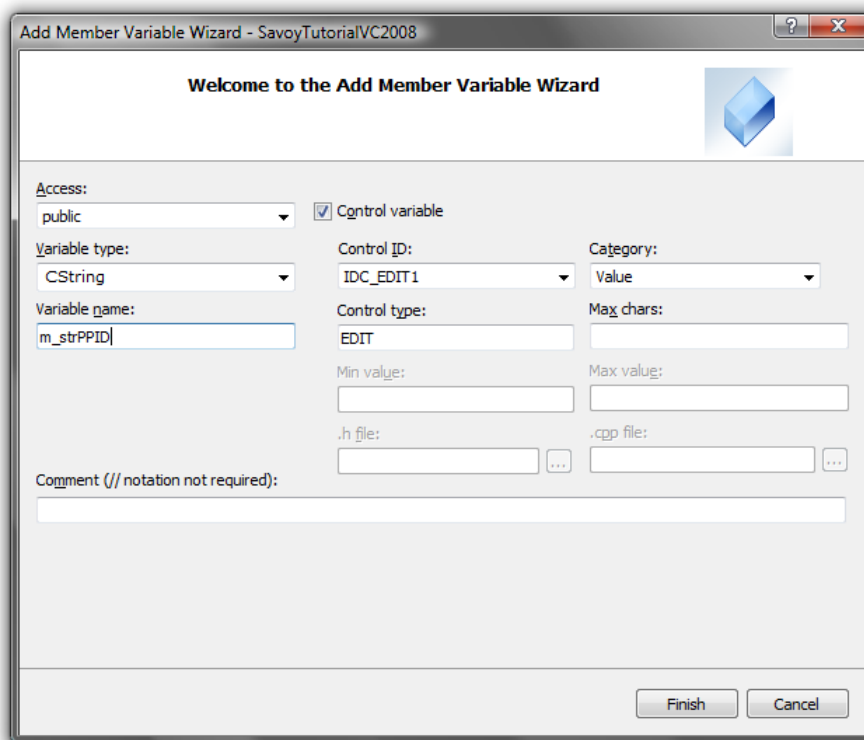 Add Member Variable Wizard - SavoyTutorialVC2008
? X
Welcome to the Add Member Variable Wizard
Access:
public
Control variable
Variable type:
CString
Control ID:
IDC_EDIT1
Category:
Value
Variable name:
m_strPPID
Control type:
EDIT
Max chars:
Min value:
Max value:
.h file:
...
.cpp file:
...
Comment (// notation not required):
Finish
Cancel